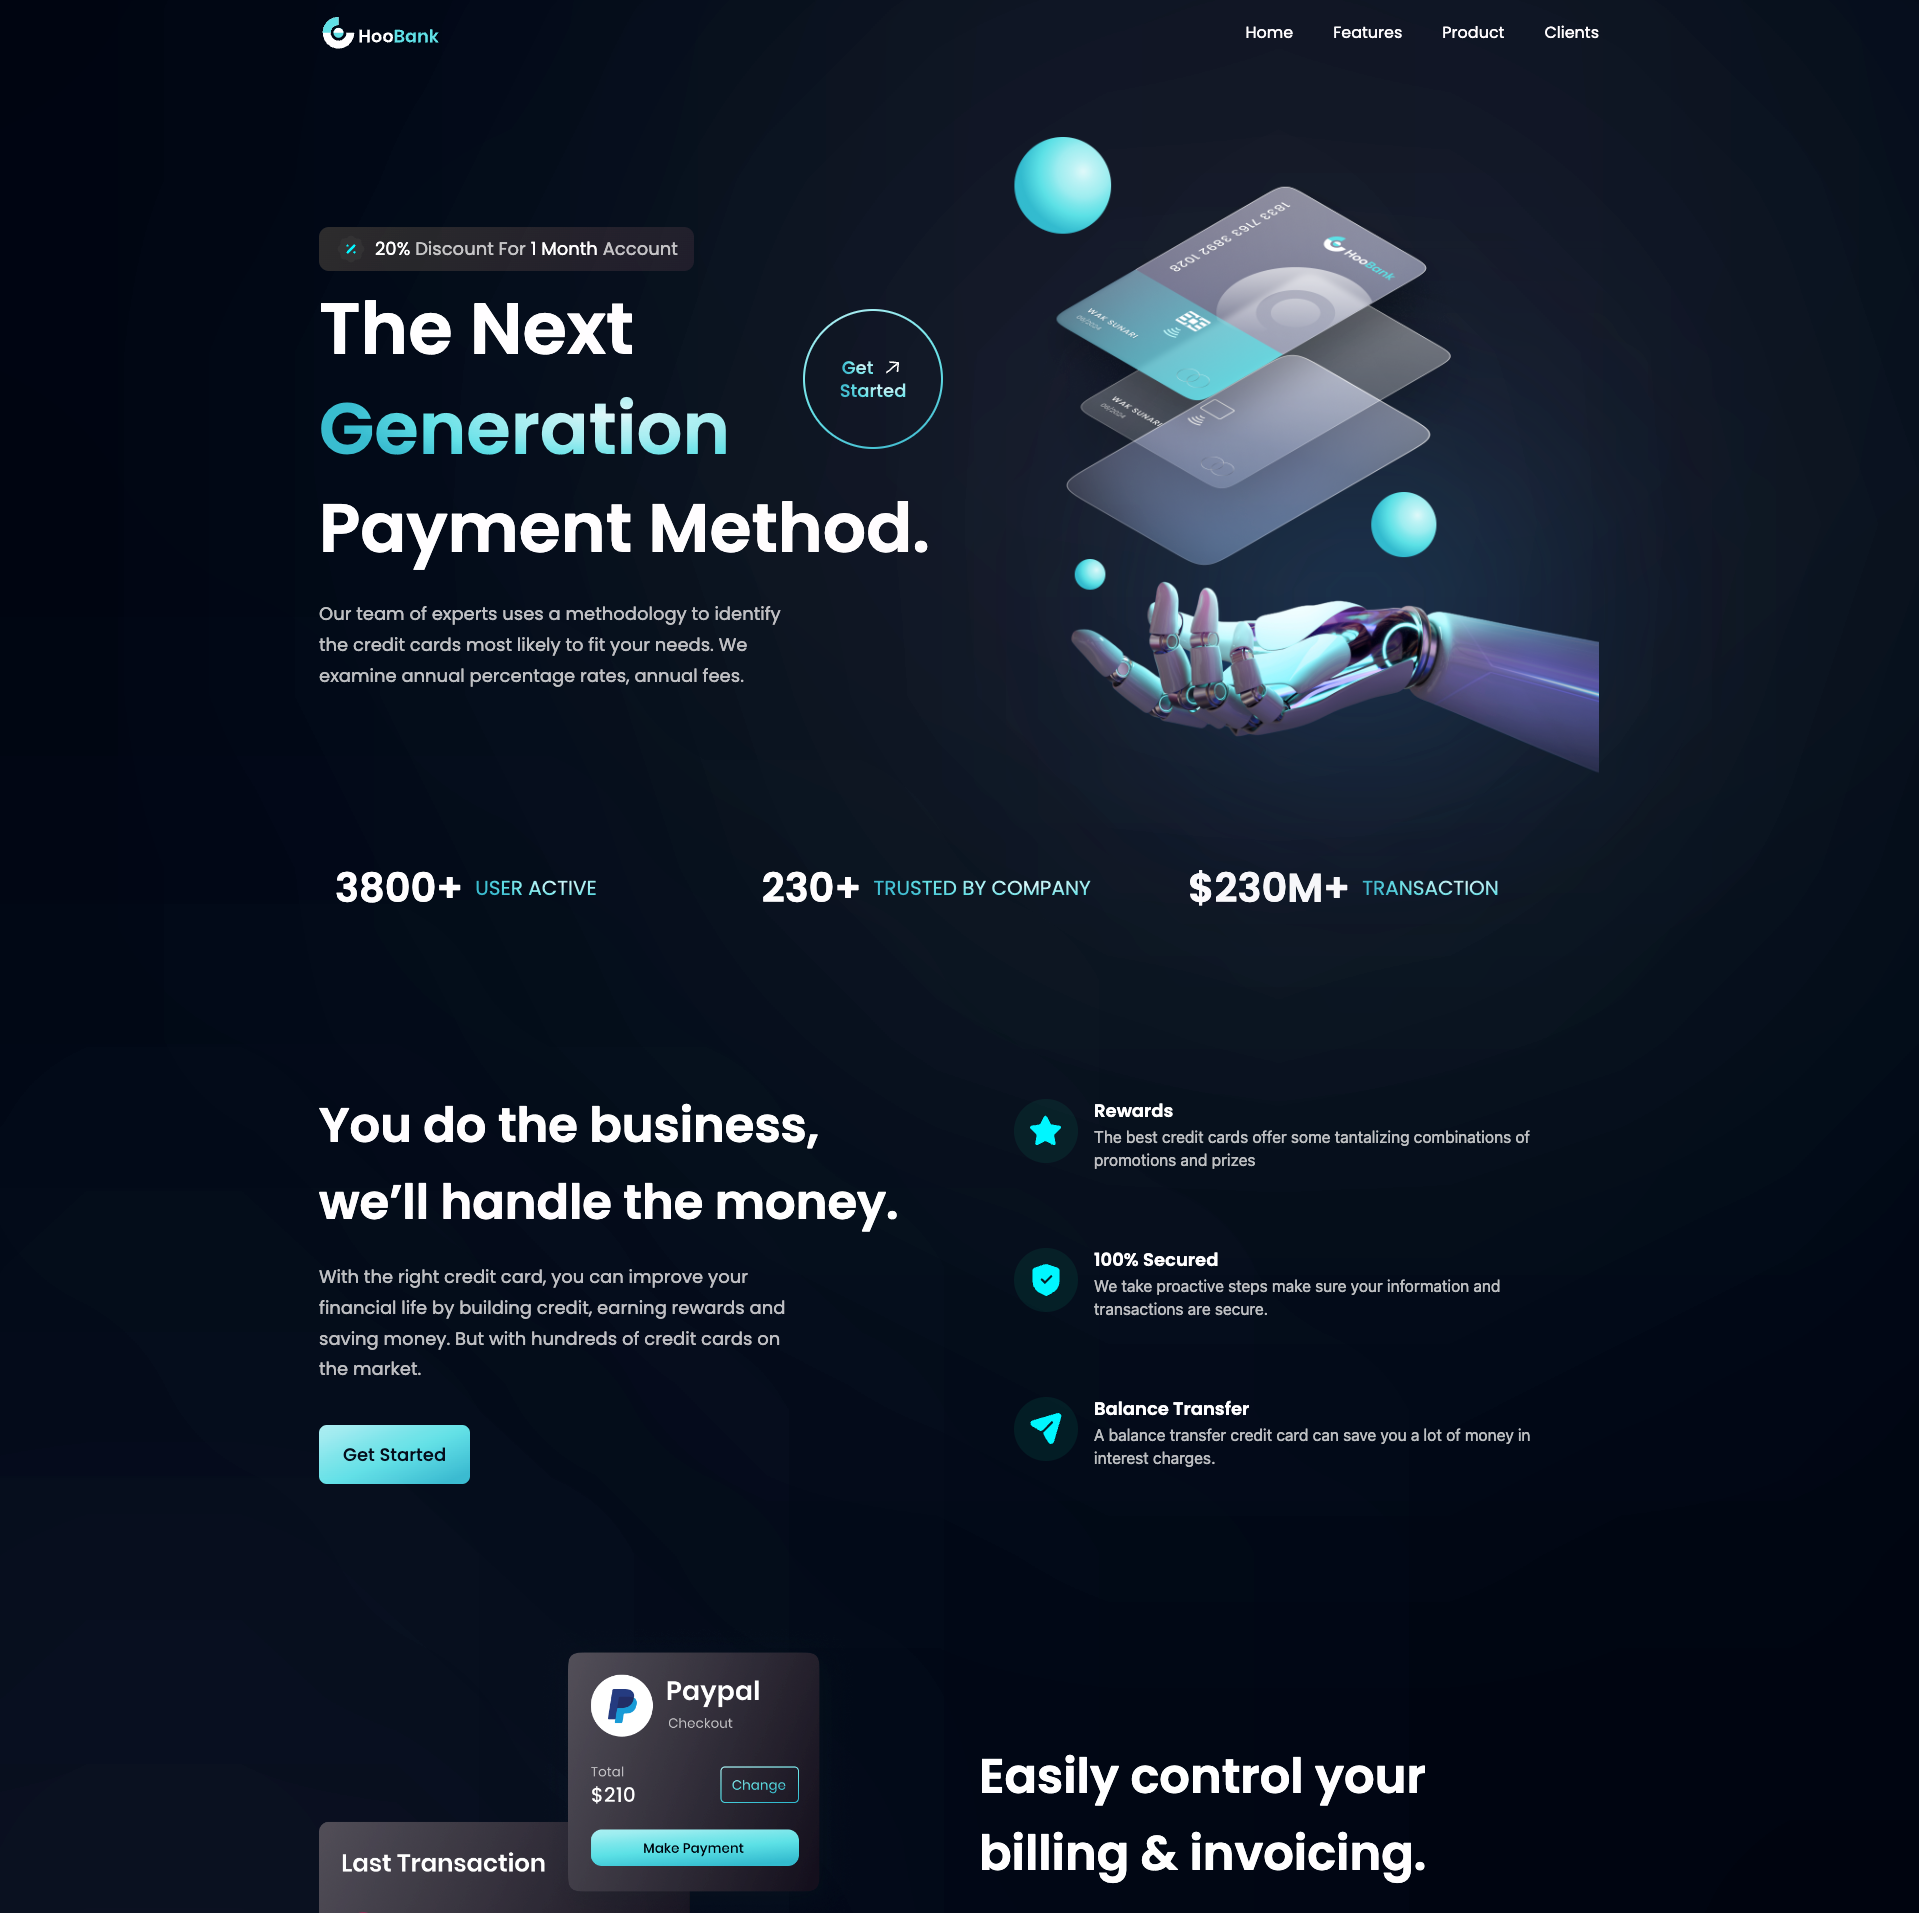 HooBank
Home Features Product Clients
20% Discount For 1 Month Account
The Next
Generation
Payment Method.
Get
Started
Our team of experts uses a methodology to identify
the credit cards most likely to fit your needs. We
examine annual percentage rates, annual fees.
1833 7163 3892 1028
HooBank
WAK SUNARI
06/2024
WAK SUNARI
06/2024
3800+ USER ACTIVE
230+ TRUSTED BY COMPANY
$230M+ TRANSACTION
You do the business,
we’ll handle the money.
With the right credit card, you can improve your
financial life by building credit, earning rewards and
saving money. But with hundreds of credit cards on
the market.
Get Started
Rewards
The best credit cards offer some tantalizing combinations of
promotions and prizes
100% Secured
We take proactive steps make sure your information and
transactions are secure.
Balance Transfer
A balance transfer credit card can save you a lot of money in
interest charges.
Paypal
Checkout
Total
$210
Change
Make Payment
Last Transaction
Easily control your
billing & invoicing.